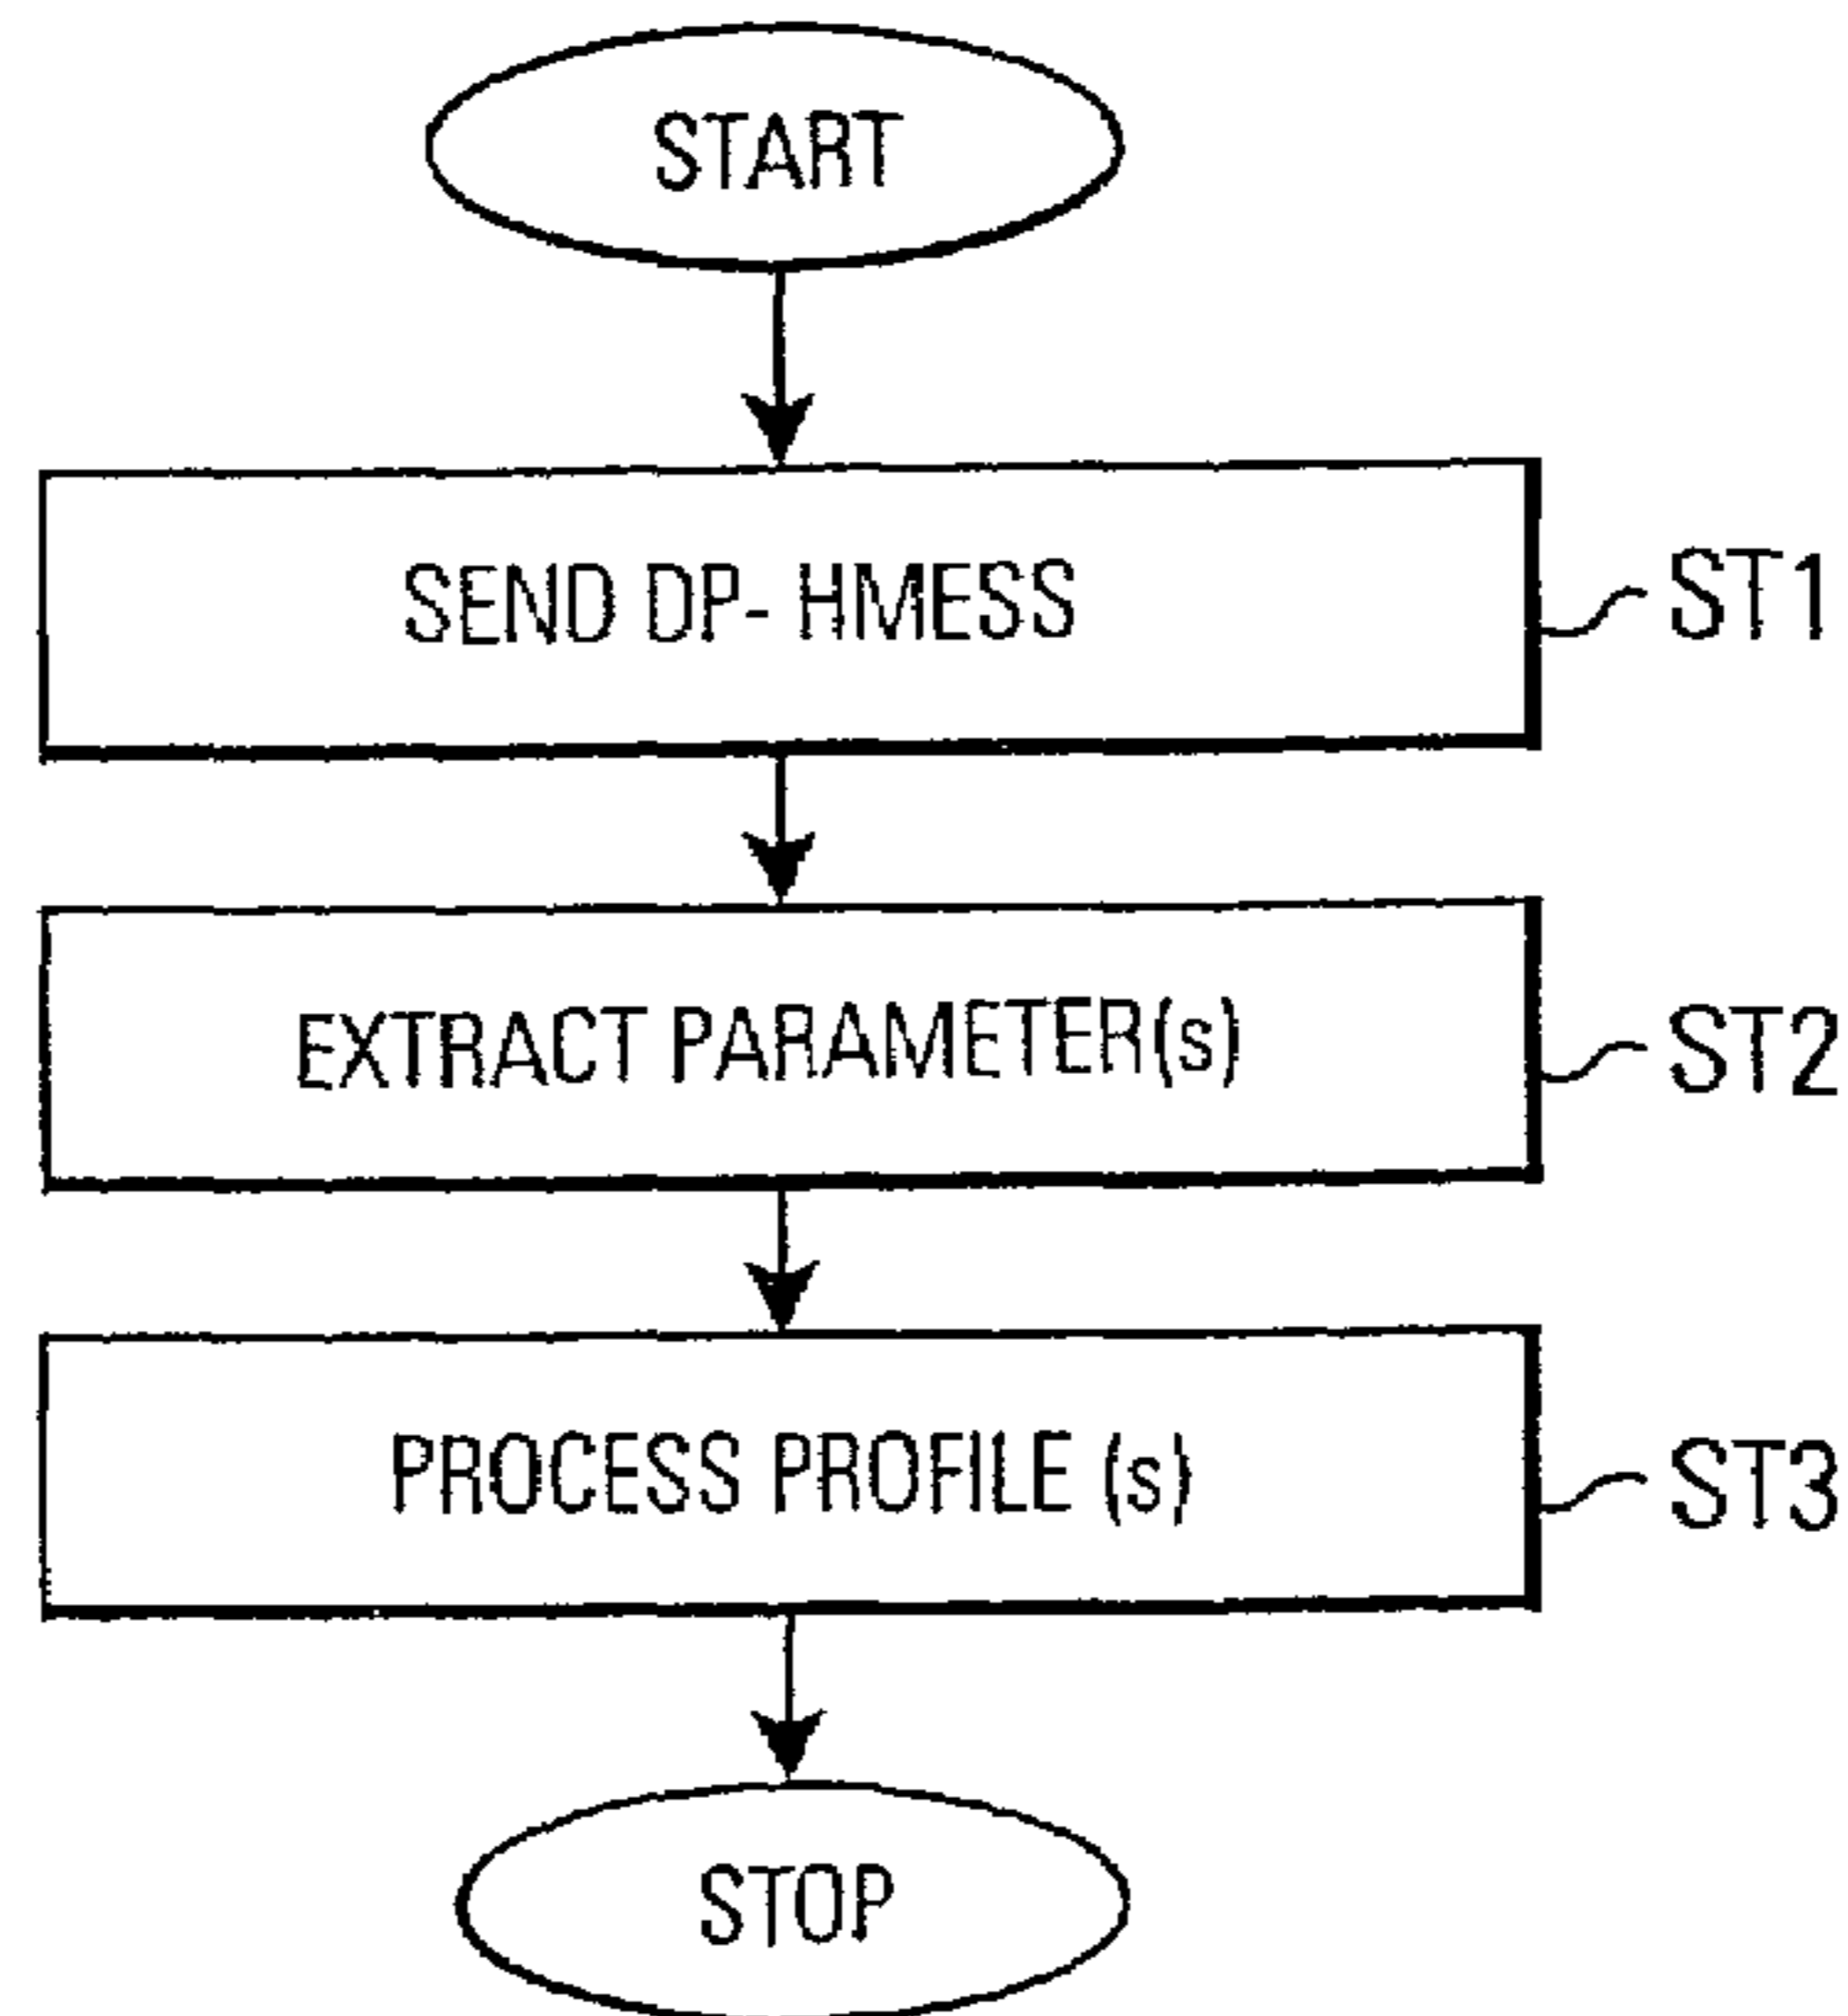 START
SEND DP- HMESS
ST1
EXTRACT PARAMETER(s)
ST2
PROCESS PROFILE (s)
ST3
STOP